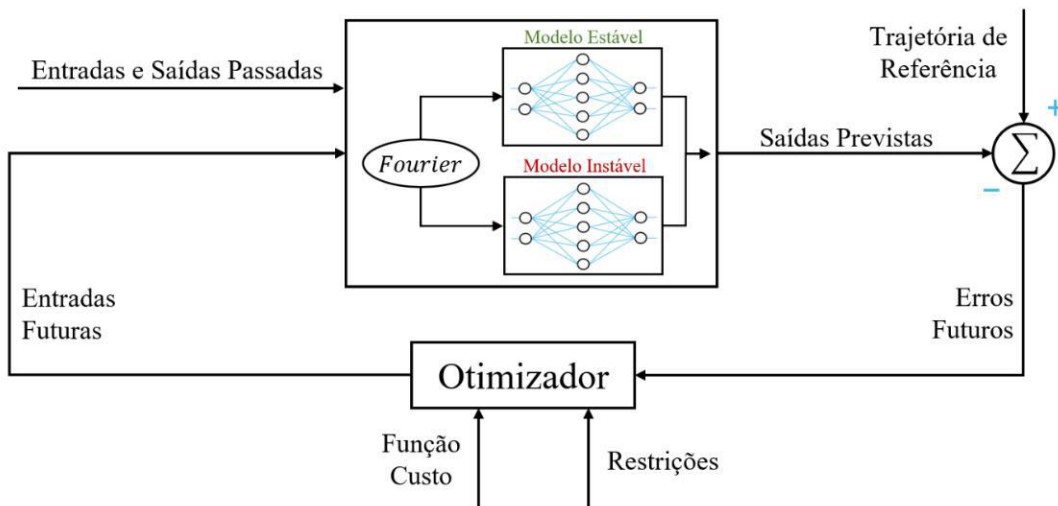 Modelo Estável
Trajetória de
Referência
Entradas e Saídas Passadas
+
Fourier
Saídas Previstas
Σ
Modelo Instável
−
Entradas
Futuras
Erros
Futuros
Otimizador
Função
Custo
Restrições